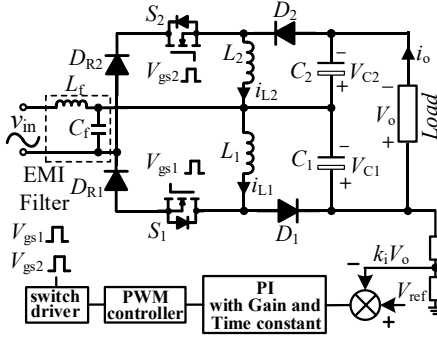 S2
D2
DR2
Vgs2
L2
iL2
C2
−
VC2
+
io
−
Vo
+
Load
Lf
vin
Cf
EMI
Filter
DR1
Vgs1
L1
iL1
C1
−
VC1
+
S1
D1
Vgs1
Vgs2
switch
driver
PWM
controller
PI
with Gain and
Time constant
−
kiVo
Vref
+